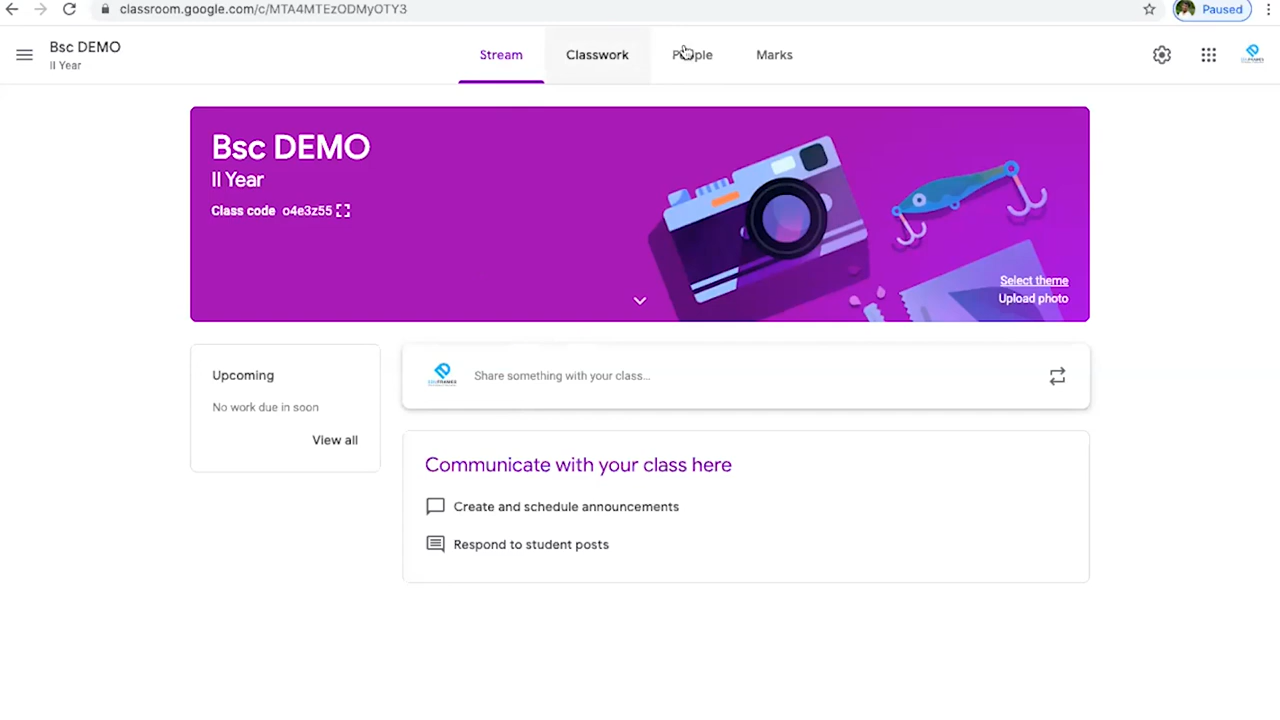 classroom.google.com/c/MTA4MTEzODMyOTY3
Paused
Bsc DEMO
II Year
Stream
Classwork
People
Marks
Bsc DEMO
II Year
Class code o4e3z55
Select theme
Upload photo
Upcoming
No work due in soon
View all
Share something with your class...
Communicate with your class here
Create and schedule announcements
Respond to student posts